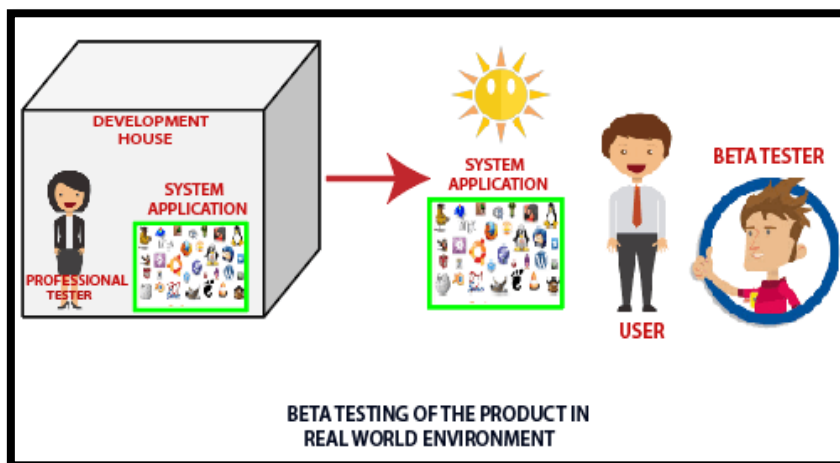 DEVELOPMENT
HOUSE
SYSTEM
APPLICATION
PROFESSIONAL
TESTER
SYSTEM
APPLICATION
USER
BETA TESTER
BETA TESTING OF THE PRODUCT IN
REAL WORLD ENVIRONMENT